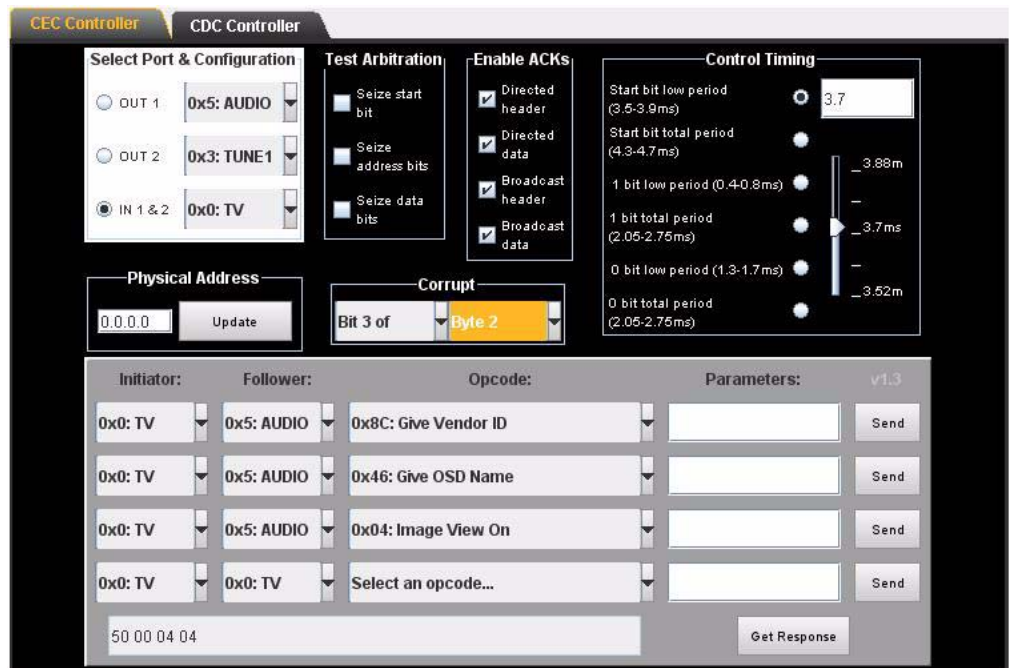 CEC Controller
CDC Controller
Select Port & Configuration
OUT 1
0x5: AUDIO
OUT 2
0x3: TUNE1
IN 1 & 2
0x0: TV
Test Arbitration
Seize start
bit
Seize
address bits
Seize data
bits
Enable ACKs
Directed
header
Directed
data
Broadcast
header
Broadcast
data
Control Timing
Start bit low period
(3.5-3.9ms)
3.7
Start bit total period
(4.3-4.7ms)
1 bit low period (0.4-0.8ms)
1 bit total period
(2.05-2.75ms)
0 bit low period (1.3-1.7ms)
0 bit total period
(2.05-2.75ms)
3.88m
3.7ms
3.52m
Physical Address
0.0.0.0
Update
Corrupt
Bit 3 of
Byte 2
Initiator: Follower: Opcode: Parameters: v1.3
0x0: TV 0x5: AUDIO 0x8C: Give Vendor ID Send
0x0: TV 0x5: AUDIO 0x46: Give OSD Name Send
0x0: TV 0x5: AUDIO 0x04: Image View On Send
0x0: TV 0x0: TV Select an opcode... Send
50 00 04 04
Get Response